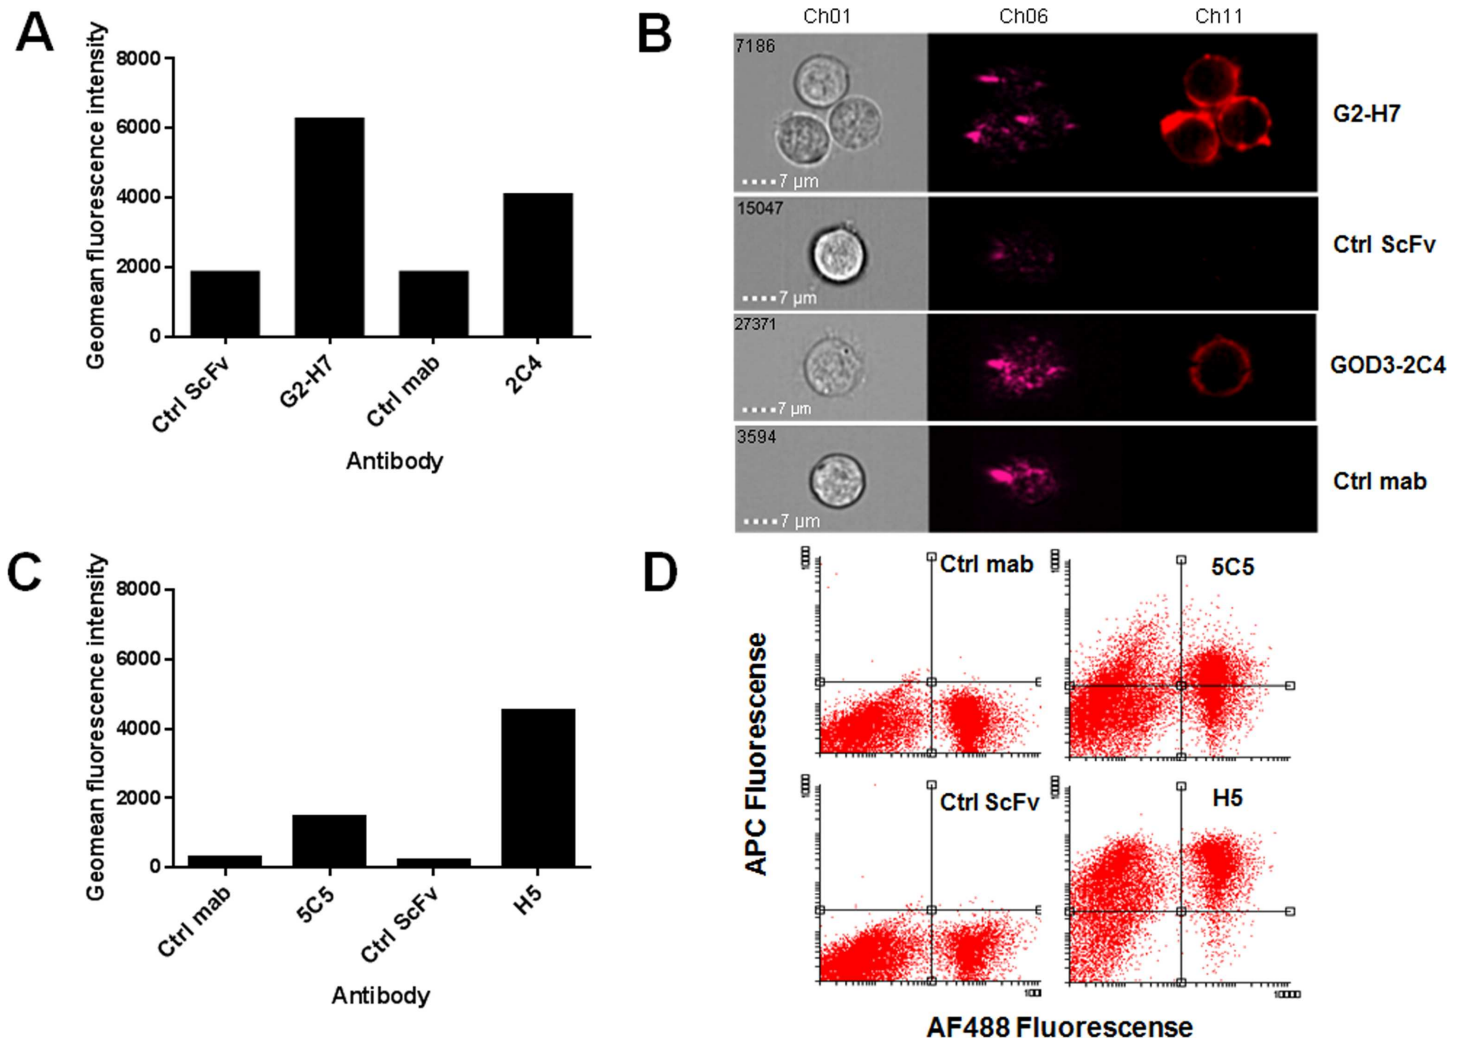 A
Geomean fluorescence intensity
8000
6000
4000
2000
0
Ctrl ScFv
G2-H7
Ctrl mab
2C4
Antibody
B
Ch01
Ch06
Ch11
7186
7 µm
G2-H7
15047
7 µm
Ctrl ScFv
27371
7 µm
GOD3-2C4
3594
7 µm
Ctrl mab
C
Geomean fluorescence intensity
8000
6000
4000
2000
0
Ctrl mab
5C5
Ctrl ScFv
H5
Antibody
D
APC Fluorescense
Ctrl mab
5C5
Ctrl ScFv
H5
AF488 Fluorescense